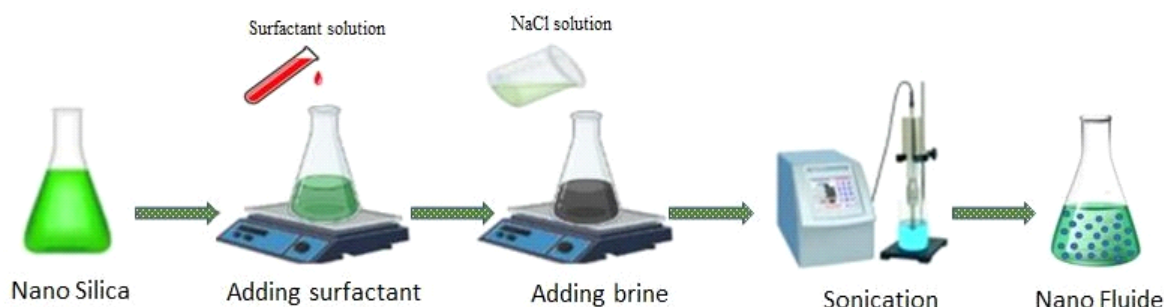 Surfactant solution
NaCl solution
Nano Silica
Adding surfactant
Adding brine
Sonication
Nano Fluide